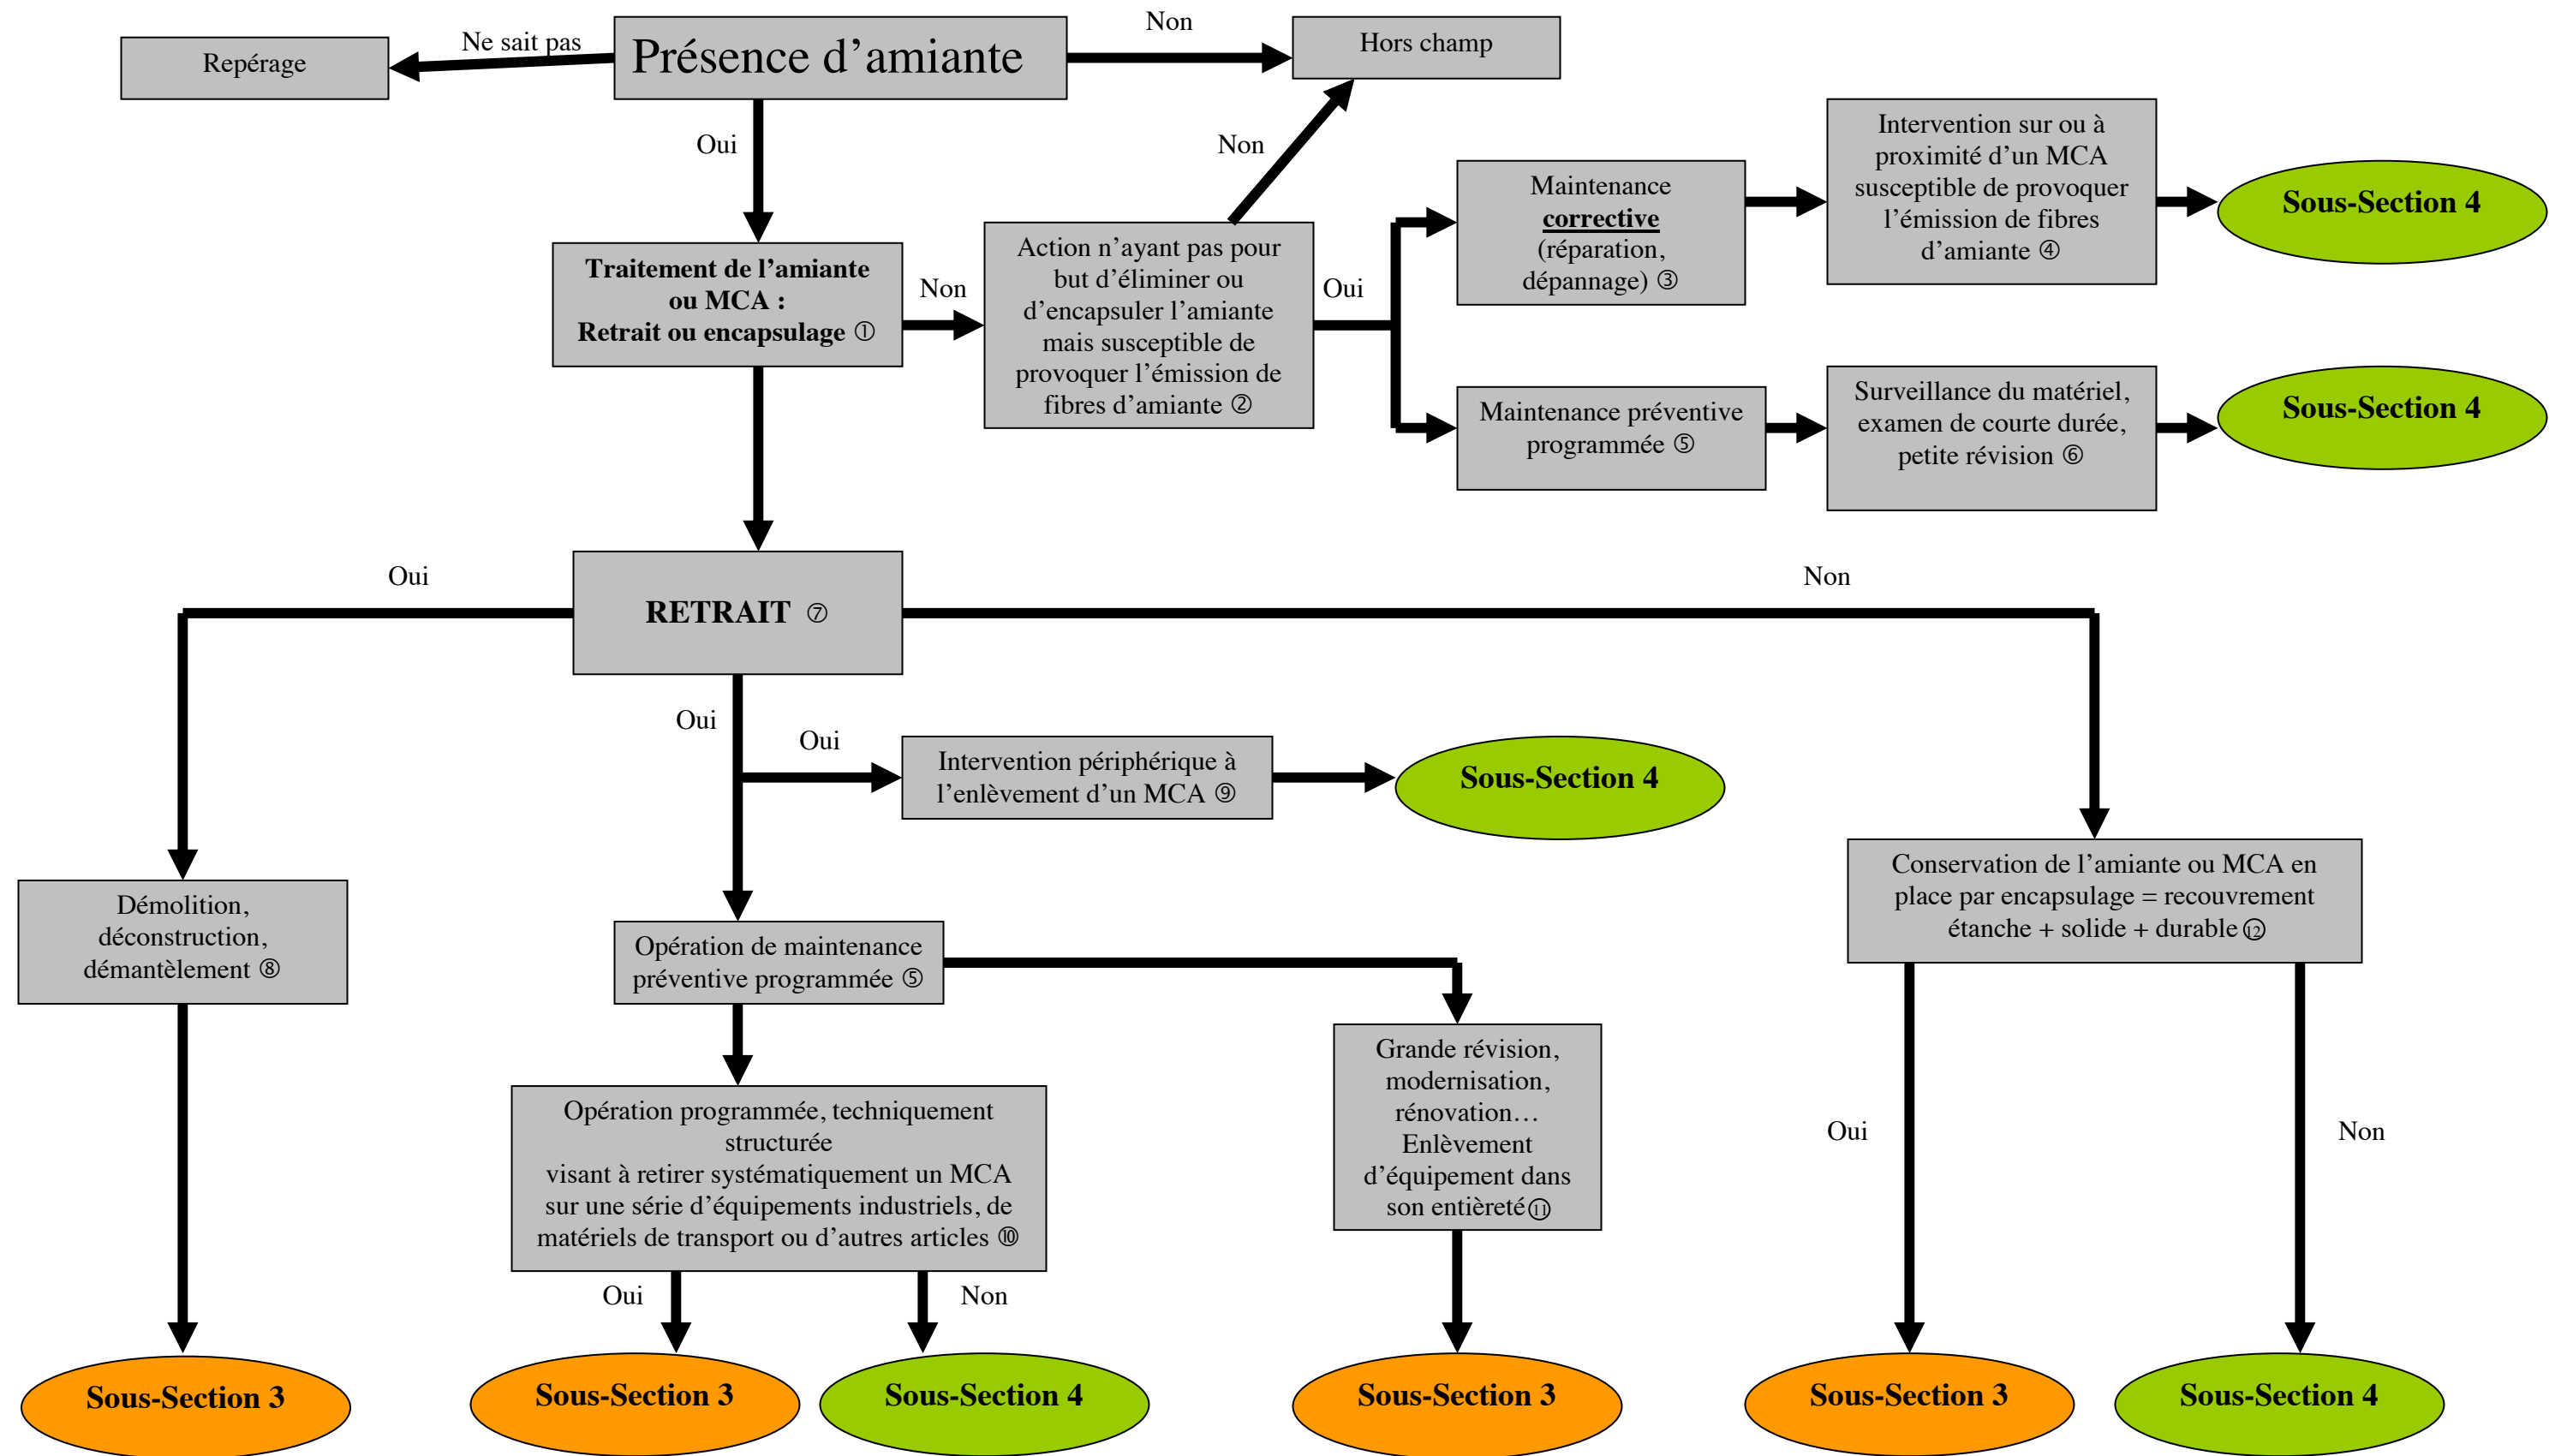 Non
Ne sait pas
Repérage
Présence d’amiante
Hors champ
Oui
Non
Intervention sur ou à
proximité d’un MCA
susceptible de provoquer
l’émission de fibres
d’amiante ④
Maintenance
corrective
(réparation,
dépannage) ③
Sous-Section 4
Traitement de l’amiante
ou MCA :
Retrait ou encapsulage ①
Non
Action n’ayant pas pour
but d’éliminer ou
d’encapsuler l’amiante
mais susceptible de
provoquer l’émission de
fibres d’amiante ②
Oui
Maintenance préventive
programmée ⑤
Surveillance du matériel,
examen de courte durée,
petite révision ⑥
Sous-Section 4
Oui
RETRAIT ⑦
Non
Oui
Oui
Intervention périphérique à
l’enlèvement d’un MCA ⑨
Sous-Section 4
Démolition,
déconstruction,
démantèlement ⑧
Opération de maintenance
préventive programmée ⑤
Conservation de l’amiante ou MCA en
place par encapsulage = recouvrement
étanche + solide + durable ⑫
Opération programmée, techniquement
structurée
visant à retirer systématiquement un MCA
sur une série d’équipements industriels, de
matériels de transport ou d’autres articles ⑩
Grande révision,
modernisation,
rénovation…
Enlèvement
d’équipement dans
son entièreté ⑪
Oui
Non
Oui
Non
Sous-Section 3
Sous-Section 3
Sous-Section 4
Sous-Section 3
Sous-Section 3
Sous-Section 4